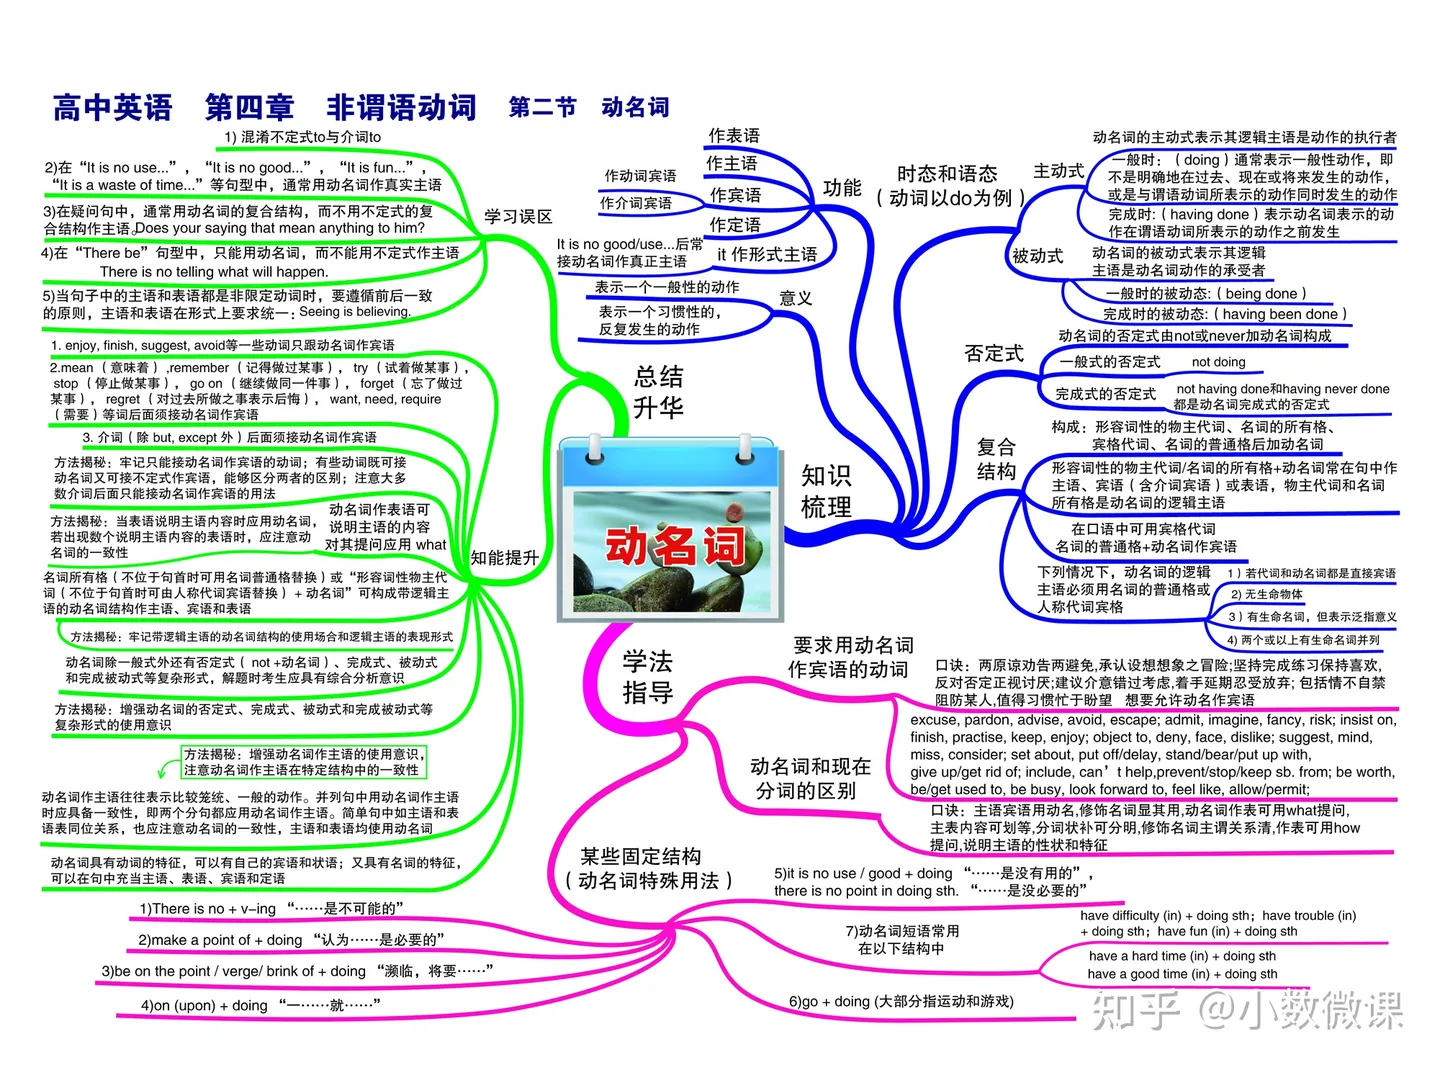 高中英语 第四章 非谓语动词 第二节 动名词
1) 混淆不定式to与介词to
2)在“It is no use...”，“It is no good...”，“It is fun...”，
“It is a waste of time...”等句型中，通常用动名词作真实主语
3)在疑问句中，通常用动名词的复合结构，而不用不定式的复
合结构作主语。Does your saying that mean anything to him?
4)在“There be”句型中，只能用动名词，而不能用不定式作主语
There is no telling what will happen.
5)当句子中的主语和表语都是非限定动词时，要遵循前后一致
的原则，主语和表语在形式上要求统一：Seeing is believing.
学习误区
总结
升华
1. enjoy, finish, suggest, avoid等一些动词只跟动名词作宾语
2.mean（意味着）,remember（记得做过某事），try（试着做某事），
stop（停止做某事），go on（继续做同一件事），forget（忘了做过
某事），regret（对过去所做之事表示后悔），want, need, require
（需要）等词后面须接动名词作宾语
3. 介词（除 but, except 外）后面须接动名词作宾语
方法揭秘：牢记只能接动名词作宾语的动词；有些动词既可接
动名词又可接不定式作宾语，能够区分两者的区别；注意大多
数介词后面只能接动名词作宾语的用法
动名词作表语可
说明主语的内容
对其提问应用 what
方法揭秘：当表语说明主语内容时应用动名词，
若出现数个说明主语内容的表语时，应注意动
名词的一致性
知能提升
名词所有格（不位于句首时可用名词普通格替换）或“形容词性物主代
词（不位于句首时可由人称代词宾语替换）+ 动名词”可构成带逻辑主
语的动名词结构作主语、宾语和表语
方法揭秘：牢记带逻辑主语的动名词结构的使用场合和逻辑主语的表现形式
动名词除一般式外还有否定式（ not +动名词）、完成式、被动式
和完成被动式等复杂形式，解题时考生应具有综合分析意识
方法揭秘：增强动名词的否定式、完成式、被动和完成被动式等
复杂形式的使用意识
方法揭秘：增强动名词作主语的使用意识，
注意动名词作主语在特定结构中的一致性
动名词作主语往往表示比较笼统、一般的动作。并列句中用动名词作主语
时应具备一致性，即两个分句都应用动名词作主语。简单句中如主语和表
语表同位关系，也应注意动名词的一致性，主语和表语均使用动名词
动名词具有动词的特征，可以有自己的宾语和状语；又具有名词的特征，
可以在句中充当主语、表语、宾语和定语
动名词
知识
梳理
功能
作表语
作主语
作宾语
作动词宾语
作介词宾语
作定语
it 作形式主语
It is no good/use...后常
接动名词作真正主语
意义
表示一个一般性的动作
表示一个习惯性的，
反复发生的动作
时态和语态
（动词以do为例）
主动式
动名词的主动式表示其逻辑主语是动作的执行者
一般时：（doing）通常表示一般性动作，即
不是明确地在过去、现在或将来发生的动作，
或是与谓语动词所表示的动作同时发生的动作
完成时:（having done）表示动名词表示的动
作在谓语动词所表示的动作之前发生
被动式
动名词的被动式表示其逻辑
主语是动名词动作的承受者
一般时的被动态:（being done）
完成时的被动态:（having been done）
否定式
动名词的否定式由not或never加动名词构成
一般式的否定式
not doing
完成式的否定式
not having done和having never done
都是动名词完成式的否定式
复合
结构
构成：形容词性的物主代词、名词的所有格、
宾格代词、名词的普通格后加动名词
形容词性的物主代词/名词的所有格+动名词常在句中作
主语、宾语（含介词宾语）或表语，物主代词和名词
所有格是动名词的逻辑主语
在口语中可用宾格代词
名词的普通格+动名词作宾语
下列情况下，动名词的逻辑
主语必须用名词的普通格或
人称代词宾格
1）若代词和动名词都是直接宾语
2) 无生命物体
3）有生命名词，但表示泛指意义
4) 两个或以上有生命名词并列
学法
指导
要求用动名词
作宾语的动词
口诀：两原谅劝告两避免,承认设想想象之冒险;坚持完成练习保持喜欢,
反对否定正视讨厌;建议介意错过考虑,着手延期忍受放弃; 包括情不自禁
阻防某人,值得习惯忙于盼望 想要允许动名作宾语
excuse, pardon, advise, avoid, escape; admit, imagine, fancy, risk; insist on,
finish, practise, keep, enjoy; object to, deny, face, dislike; suggest, mind,
miss, consider; set about, put off/delay, stand/bear/put up with,
give up/get rid of; include, can’t help,prevent/stop/keep sb. from; be worth,
be/get used to, be busy, look forward to, feel like, allow/permit;
动名词和现在
分词的区别
口诀：主语宾语用动名,修饰名词显其用,动名词作表可用what提问,
主表内容可划等,分词状补可分明,修饰名词主谓关系清,作表可用how
提问,说明主语的性状和特征
某些固定结构
（动名词特殊用法）
1)There is no + v-ing “……是不可能的”
2)make a point of + doing “认为……是必要的”
3)be on the point / verge/ brink of + doing “濒临，将要……”
4)on (upon) + doing “一……就……”
5)it is no use / good + doing “……是没有用的”，
there is no point in doing sth. “……是没必要的”
7)动名词短语常用
在以下结构中
have difficulty (in) + doing sth；have trouble (in)
+ doing sth；have fun (in) + doing sth
have a hard time (in) + doing sth
have a good time (in) + doing sth
6)go + doing (大部分指运动和游戏)
知乎 @小数微课